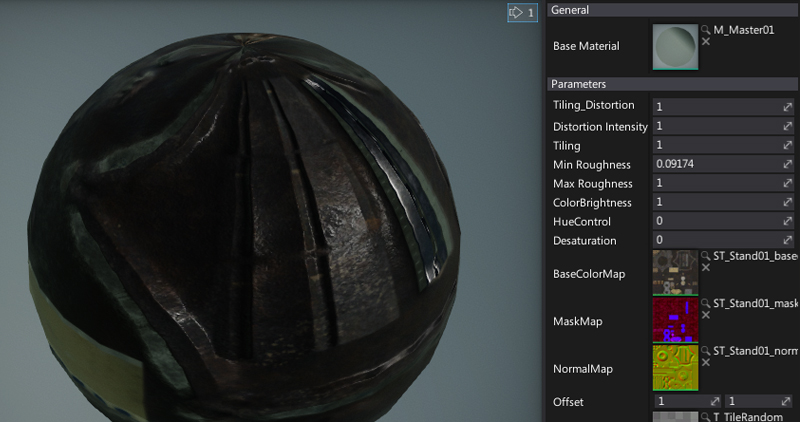 1
General
Base Material
M_Master01
Parameters
Tiling_Distortion 1
Distortion Intensity 1
Tiling 1
Min Roughness 0.09174
Max Roughness 1
ColorBrightness 1
HueControl 0
Desaturation 0
BaseColorMap
ST_Stand01_base
MaskMap
ST_Stand01_mask
NormalMap
ST_Stand01_norm
Offset 1 1
T_TileRandom